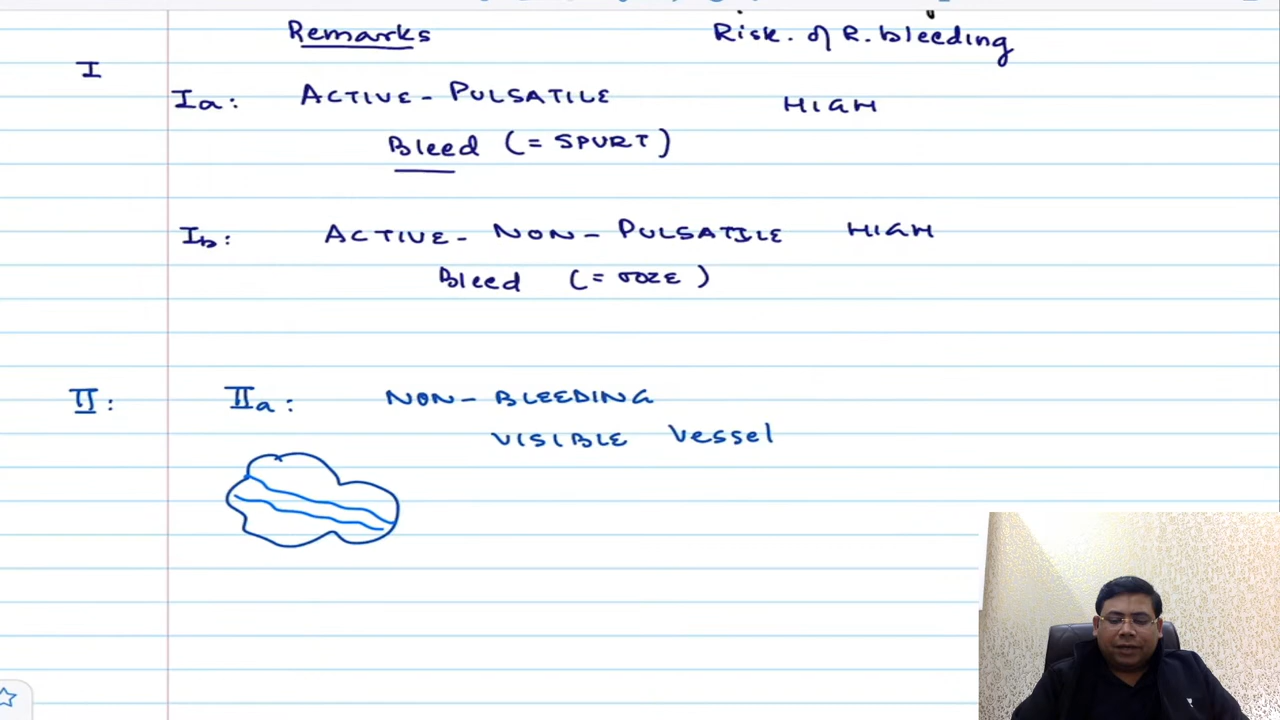 Remarks Risk. of R. bleeding
I
Ia: ACTIVE - PULSATILE HIGH
Bleed (= SPURT)
Ib: ACTIVE - NON - PULSATILE HIGH
Bleed (= OOZE)
II: IIa: NON - BLEEDING
VISIBLE Vessel